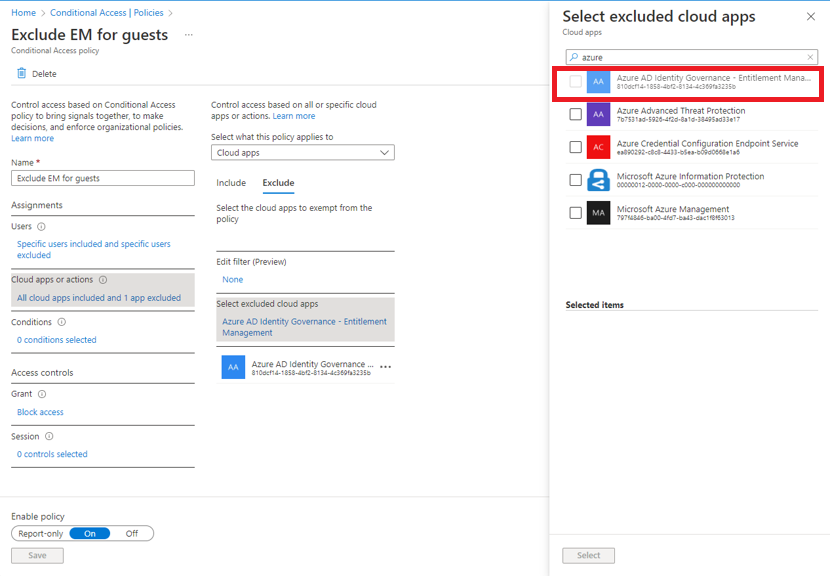 Home > Conditional Access | Policies >
Exclude EM for guests ...
Conditional Access policy
Delete
Control access based on Conditional Access
policy to bring signals together, to make
decisions, and enforce organizational policies.
Learn more
Name *
Exclude EM for guests
Assignments
Users
Specific users included and specific users
excluded
Cloud apps or actions
All cloud apps included and 1 app excluded
Conditions
0 conditions selected
Access controls
Grant
Block access
Session
0 controls selected
Enable policy
Report-only On Off
Save
Control access based on all or specific cloud
apps or actions. Learn more
Select what this policy applies to
Cloud apps
Include Exclude
Select the cloud apps to exempt from the
policy
Edit filter (Preview)
None
Select excluded cloud apps
Azure AD Identity Governance - Entitlement
Management
AA
Azure AD Identity Governance ... ...
810dcf14-1858-4bf2-8134-4c369fa3235b
Select excluded cloud apps
Cloud apps
azure
AA
Azure AD Identity Governance - Entitlement Mana...
810dcf14-1858-4bf2-8134-4c369fa3235b
AA
Azure Advanced Threat Protection
7b7531ad-5926-4f2d-8a1d-38495ad33e17
AC
Azure Credential Configuration Endpoint Service
ea890292-c8c8-4433-b5ea-b09d0668e1a6
Microsoft Azure Information Protection
00000012-0000-0000-c000-000000000000
MA
Microsoft Azure Management
797f4846-ba00-4fd7-ba43-dac1f8f63013
Selected items
Select